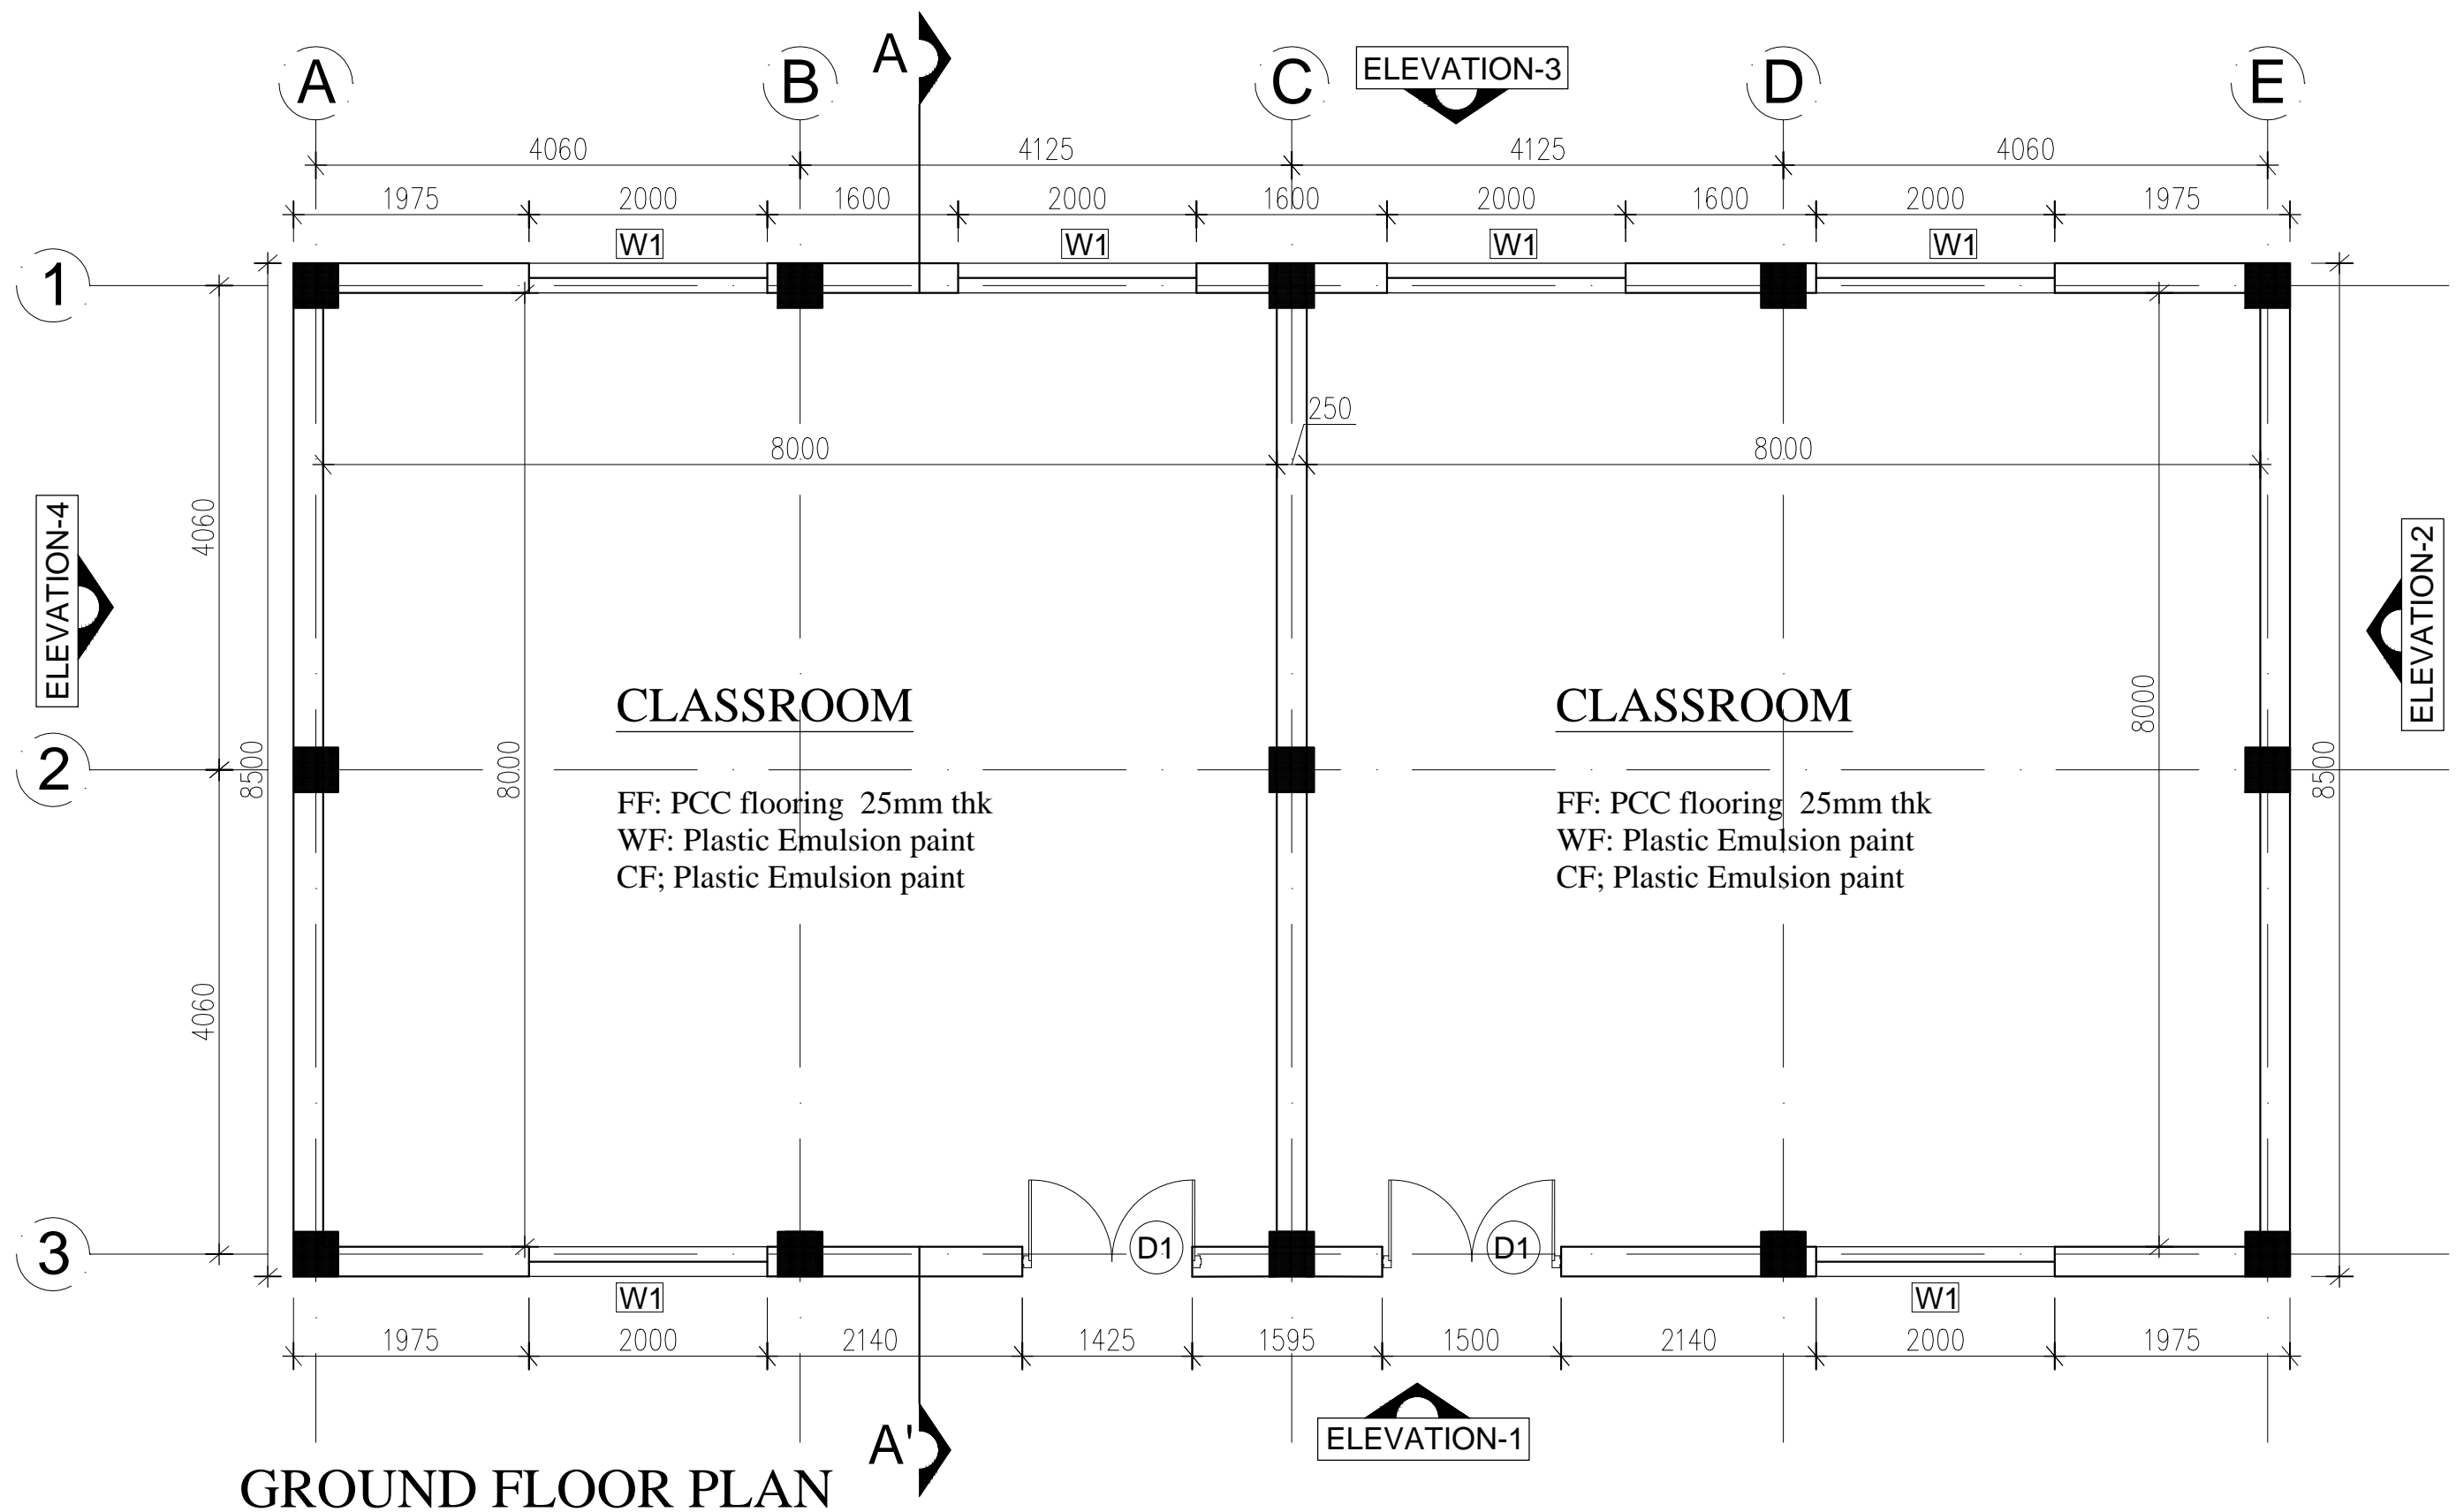 A B A C ELEVATION-3 D E
4060 4125 4125 4060
1975 2000 1600 2000 1600 2000 1600 2000 1975
W1 W1 W1 W1
1
250
8000 8000
4060
ELEVATION-4
ELEVATION-2
CLASSROOM CLASSROOM
8000
2
8500 8000 8500
FF: PCC flooring 25mm thk FF: PCC flooring 25mm thk
WF: Plastic Emulsion paint WF: Plastic Emulsion paint
CF; Plastic Emulsion paint CF; Plastic Emulsion paint
4060
3
D1 D1
W1 W1
1975 2000 2140 1425 1595 1500 2140 2000 1975
A' ELEVATION-1
GROUND FLOOR PLAN